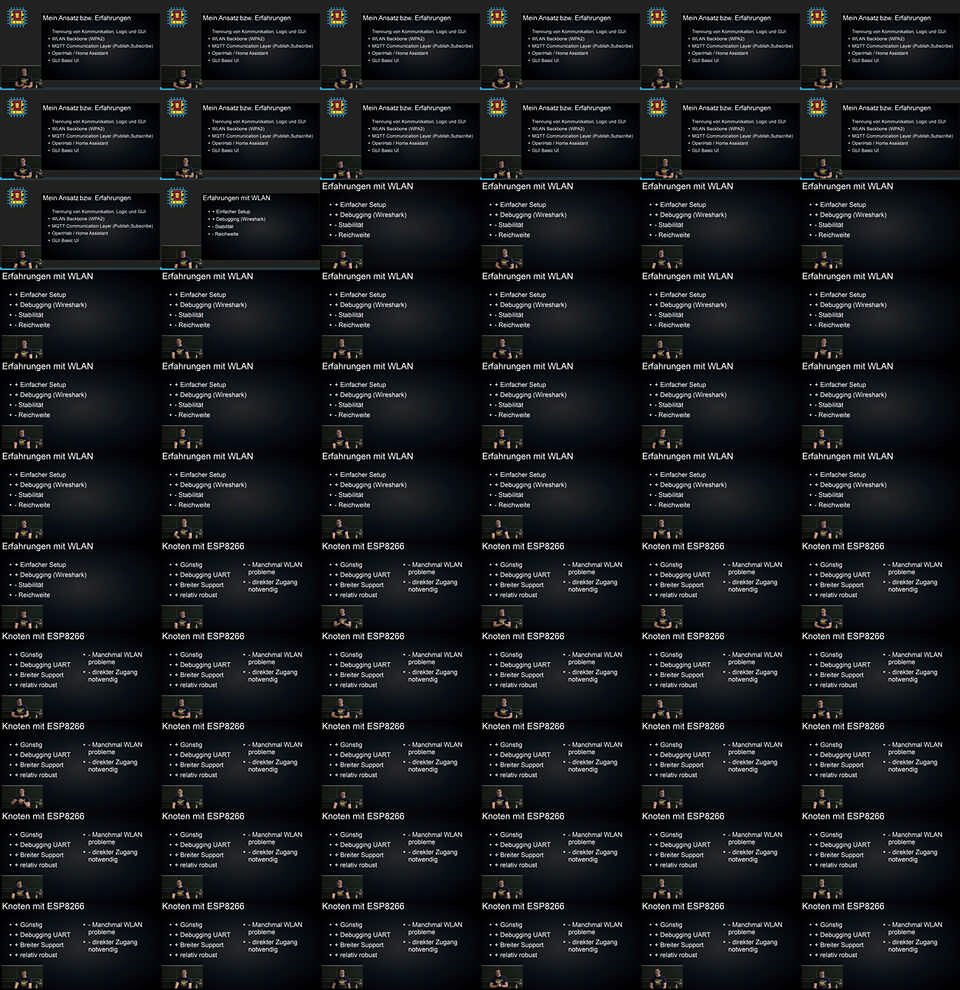 Mein Ansatz bzw. Erfahrungen
Trennung von Kommunikation, Logic und GUI
• WLAN Backbone (WPA2)
• MQTT Communication Layer (Publish,Subscribe)
• OpenHab / Home Assistant
• GUI Basic UI
Erfahrungen mit WLAN
• + Einfacher Setup
• + Debugging (Wireshark)
• - Stabilität
• - Reichweite
Knoten mit ESP8266
• + Günstig
• + Debugging UART
• + Breiter Support
• + relativ robust
• - Manchmal WLAN
probleme
• - direkter Zugang
notwendig